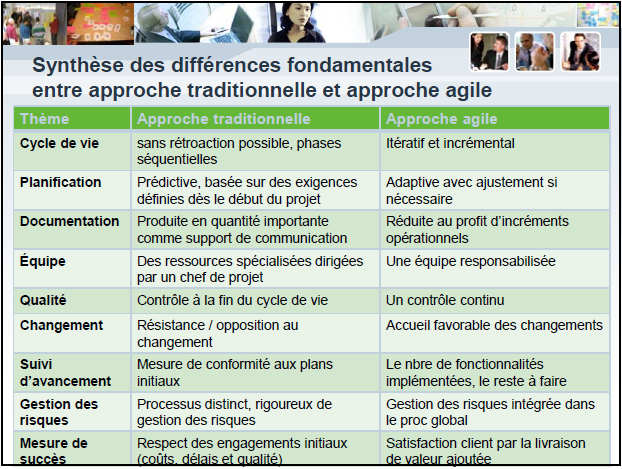 Synthèse des différences fondamentales
entre approche traditionnelle et approche agile
Thème Approche traditionnelle Approche agile
Cycle de vie sans rétroaction possible, phases Itératif et incrémental
séquentielles
Planification Prédictive, basée sur des exigences Adaptive avec ajustement si
définies dès le début du projet nécessaire
Documentation Produite en quantité importante Réduite au profit d'incréments
comme support de communication opérationnels
Équipe Des ressources spécialisées dirigées Une équipe responsabilisée
par un chef de projet
Qualité Contrôle à la fin du cycle de vie Un contrôle continu
Changement Résistance / opposition au Accueil favorable des changements
changement
Suivi Mesure de conformité aux plans Le nbre de fonctionnalités
d'avancement initiaux implémentées, le reste à faire
Gestion des Processus distinct, rigoureux de Gestion des risques intégrée dans
risques gestion des risques le proc global
Mesure de Respect des engagements initiaux Satisfaction client par la livraison
succès (coûts, délais et qualité) de valeur ajoutée